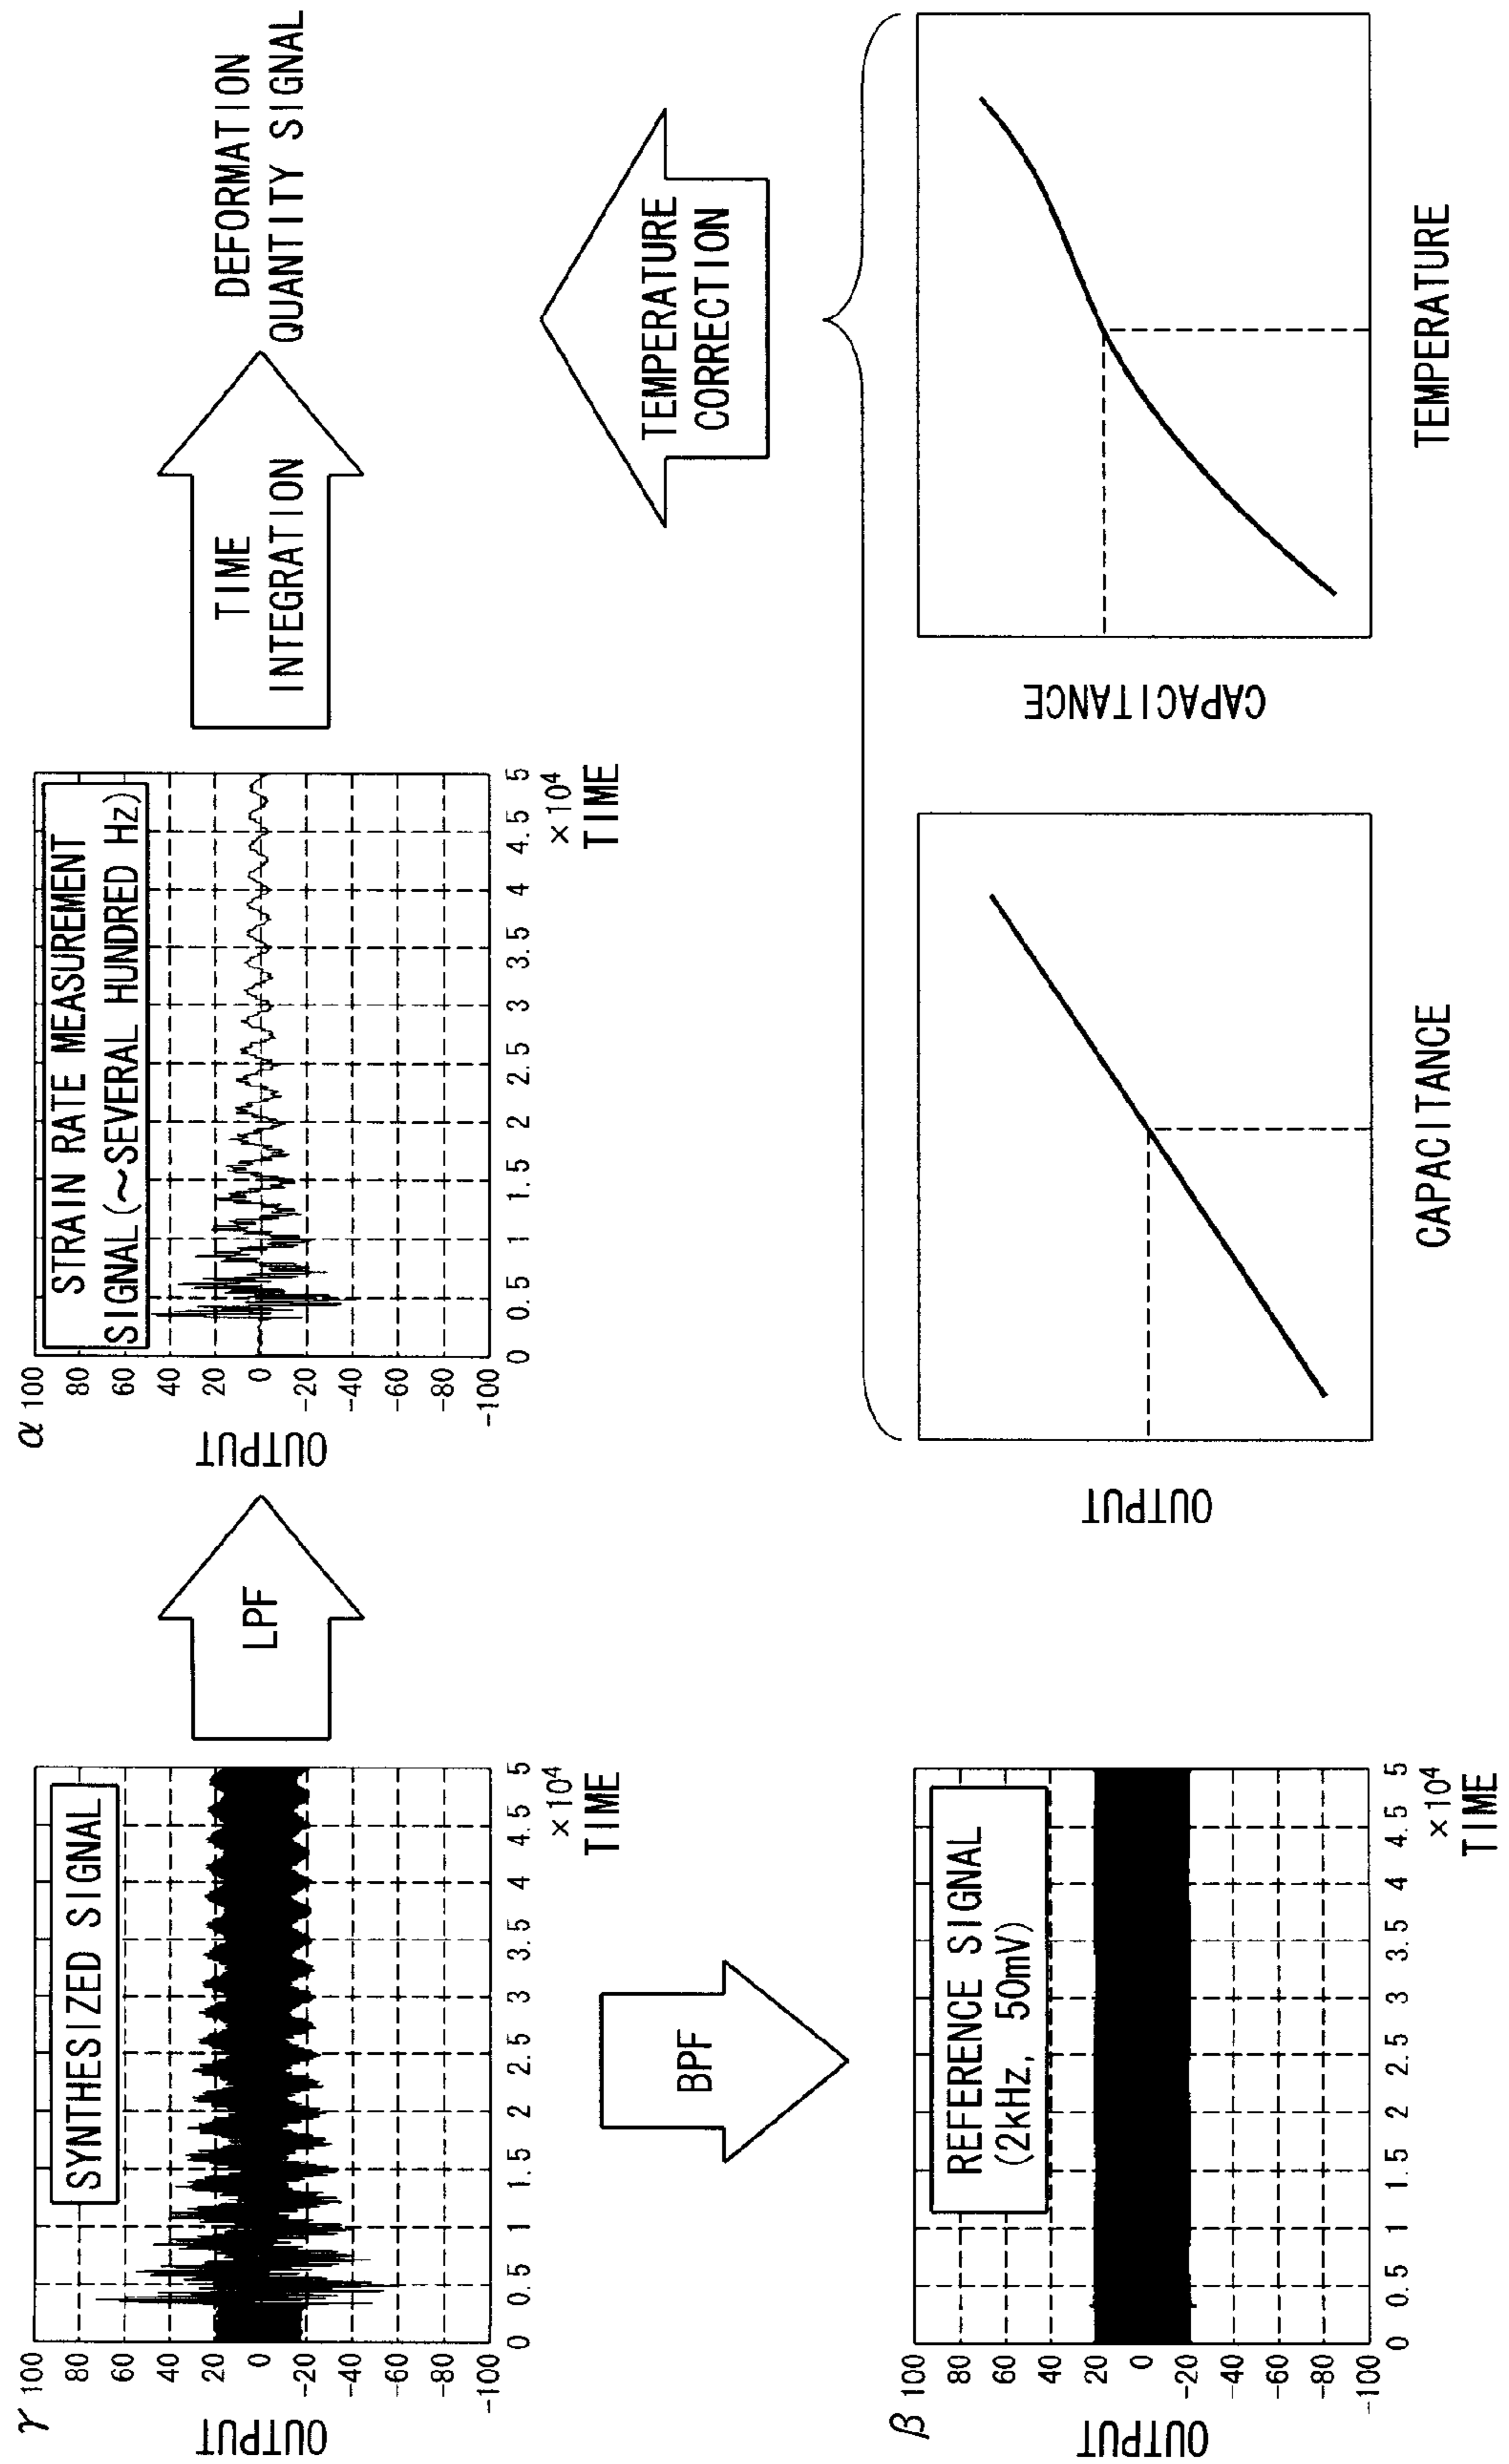 γ
SYNTHESIZED SIGNAL
100
80
60
40
20
0
-20
-40
-60
-80
-100
OUTPUT
0 0.5 1 1.5 2 2.5 3 3.5 4 4.5 5
×10⁴
TIME
LPF
α
STRAIN RATE MEASUREMENT
SIGNAL(~SEVERAL HUNDRED Hz)
100
80
60
40
20
0
-20
-40
-60
-80
-100
OUTPUT
0 0.5 1 1.5 2 2.5 3 3.5 4 4.5 5
×10⁴
TIME
TIME
INTEGRATION
DEFORMATION
QUANTITY SIGNAL
BPF
TEMPERATURE
CORRECTION
β
REFERENCE SIGNAL
(2kHz, 50mV)
100
80
60
40
20
0
-20
-40
-60
-80
-100
OUTPUT
0 0.5 1 1.5 2 2.5 3 3.5 4 4.5 5
×10⁴
TIME
OUTPUT
CAPACITANCE
CAPACITANCE
TEMPERATURE